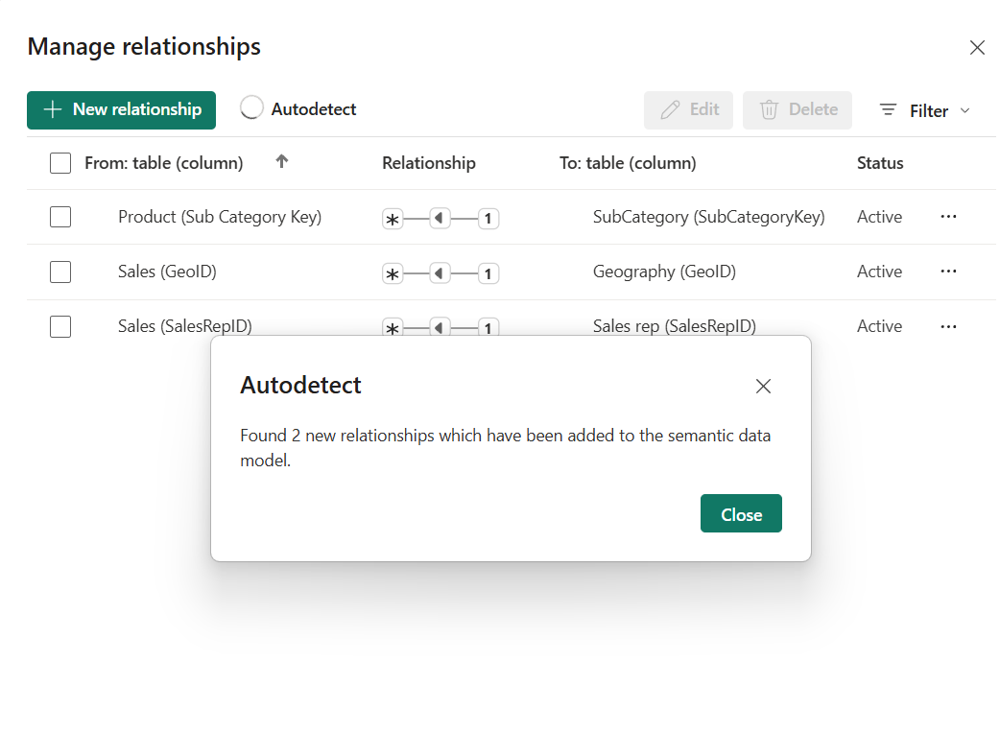 Manage relationships
New relationship Autodetect Edit Delete Filter
From: table (column) Relationship To: table (column) Status
Product (Sub Category Key) * 1 SubCategory (SubCategoryKey) Active ...
Sales (GeoID) * 1 Geography (GeoID) Active ...
Sales (SalesRepID) * 1 Sales rep (SalesRepID) Active ...
Autodetect
Found 2 new relationships which have been added to the semantic data
model.
Close